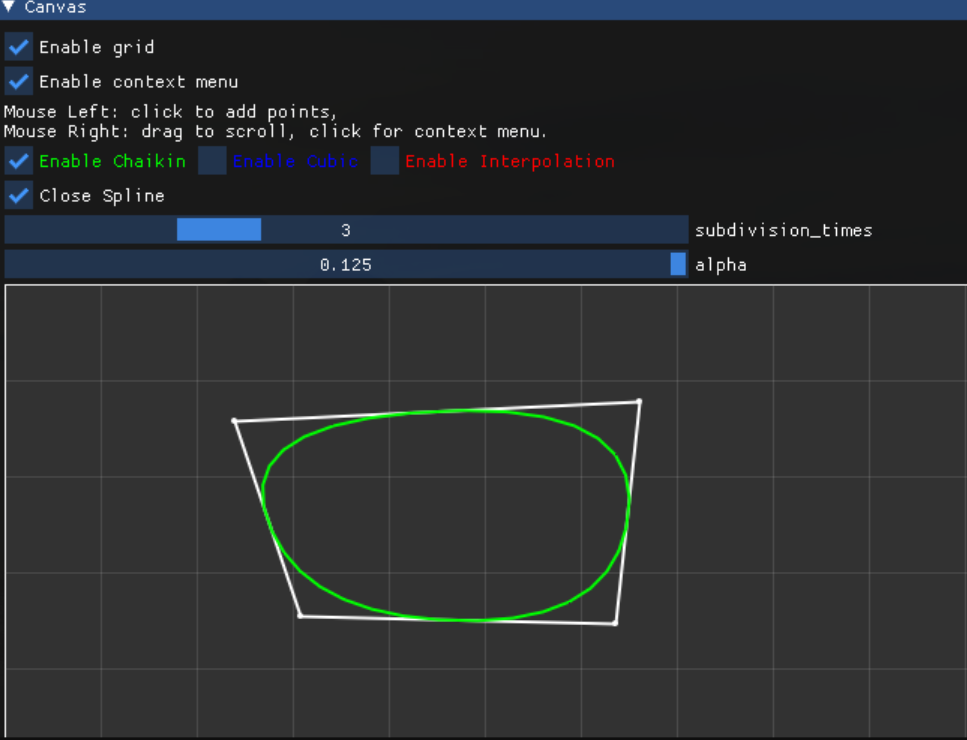 Canvas
Enable grid
Enable context menu
Mouse Left: click to add points,
Mouse Right: drag to scroll, click for context menu.
Enable Chaikin Enable Cubic Enable Interpolation
Close Spline
3 subdivision_times
0.125 alpha